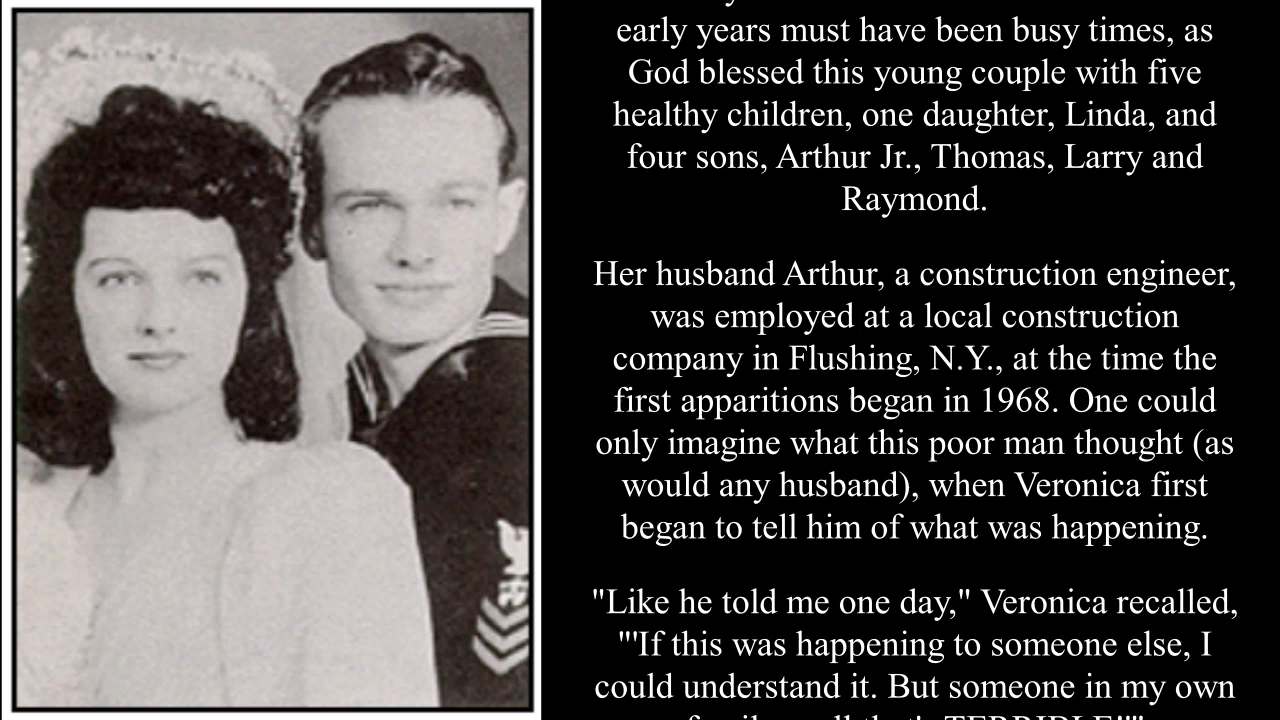 early years must have been busy times, as
God blessed this young couple with five
healthy children, one daughter, Linda, and
four sons, Arthur Jr., Thomas, Larry and
Raymond.
Her husband Arthur, a construction engineer,
was employed at a local construction
company in Flushing, N.Y., at the time the
first apparitions began in 1968. One could
only imagine what this poor man thought (as
would any husband), when Veronica first
began to tell him of what was happening.
"Like he told me one day," Veronica recalled,
"'If this was happening to someone else, I
could understand it. But someone in my own